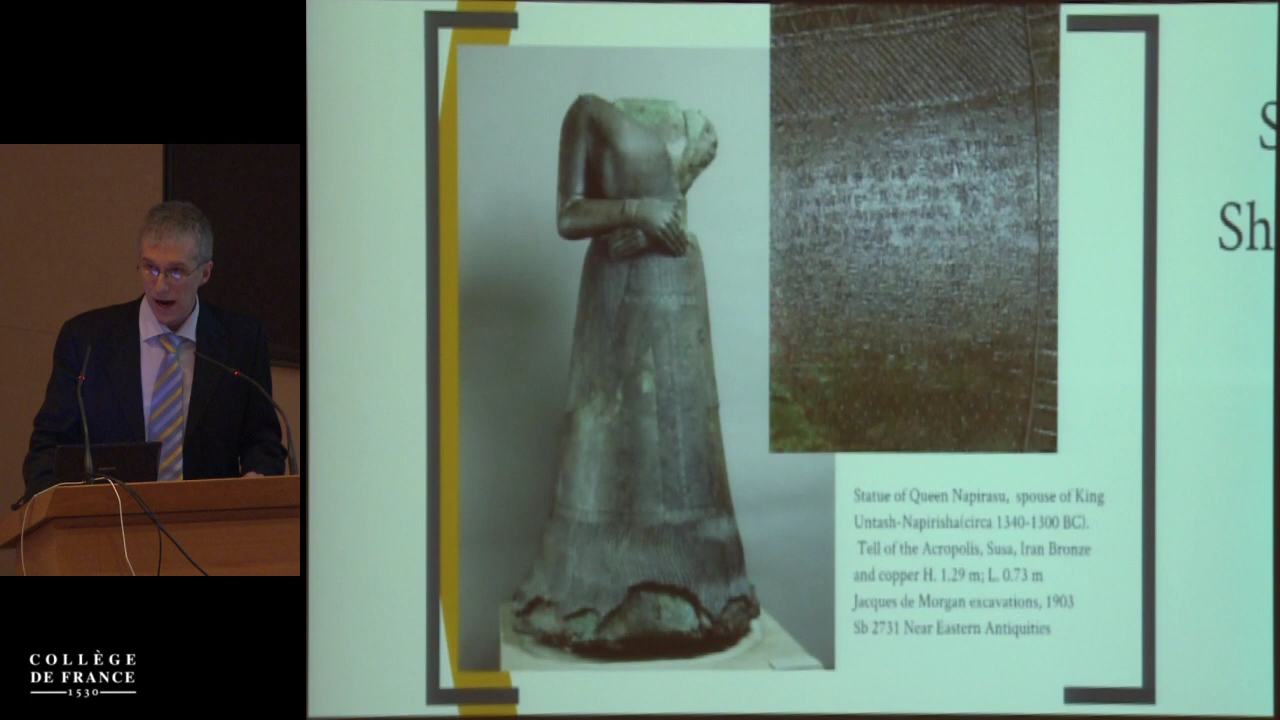 S
Sh
Statue of Queen Napirasu, spouse of King
Untash-Napirisha(circa 1340-1300 BC).
Tell of the Acropolis, Susa, Iran Bronze
and copper H. 1.29 m; L. 0.73 m
Jacques de Morgan excavations, 1903
Sb 2731 Near Eastern Antiquities
COLLÈGE
DE FRANCE
1530